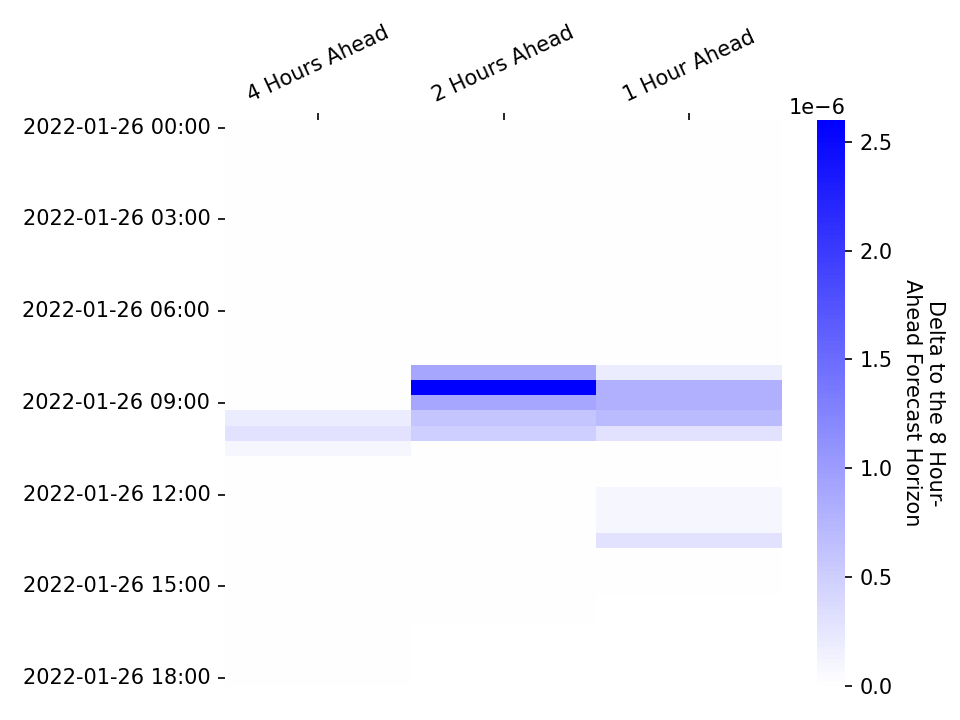 4 Hours Ahead
2 Hours Ahead
1 Hour Ahead
1e−6
2022-01-26 00:00
2022-01-26 03:00
2022-01-26 06:00
2022-01-26 09:00
2022-01-26 12:00
2022-01-26 15:00
2022-01-26 18:00
2.5
2.0
1.5
1.0
0.5
0.0
Delta to the 8 Hour-
Ahead Forecast Horizon